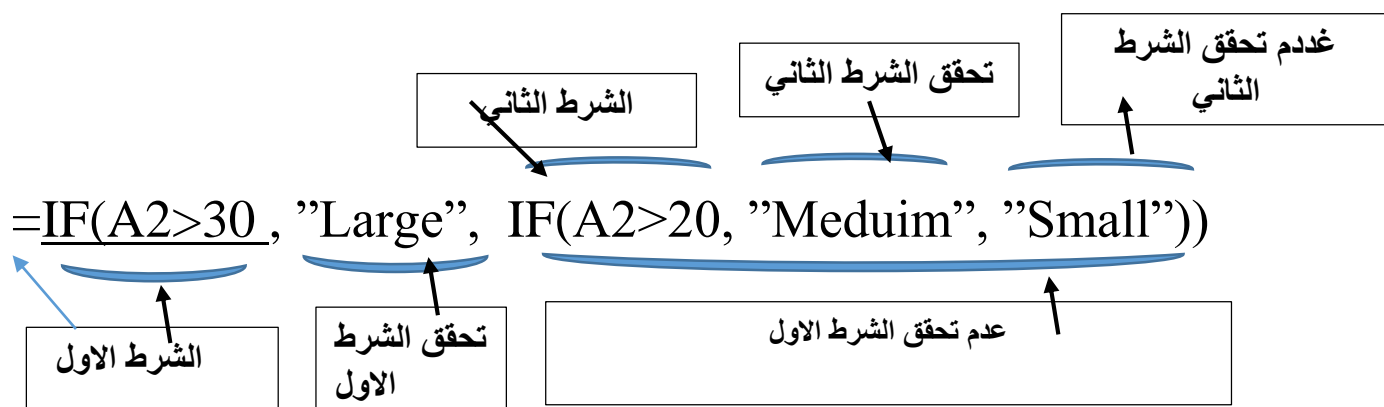 غددم تحقق الشرط
الثاني
تحقق الشرط الثاني
الشرط الثاني
=IF(A2>30 , ”Large”, IF(A2>20, ”Meduim”, ”Small”))
الشرط الاول
تحقق الشرط
الاول
عدم تحقق الشرط الاول